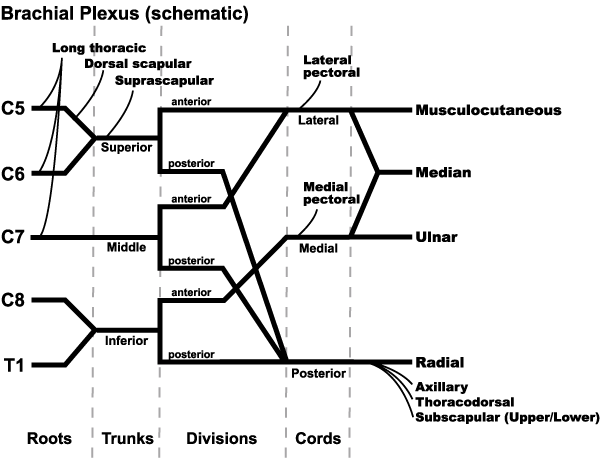 Brachial Plexus (schematic)
Long thoracic
Dorsal scapular
Suprascapular
Lateral
pectoral
C5
anterior
Lateral
Musculocutaneous
Superior
C6
posterior
Median
Medial
pectoral
anterior
C7
Middle
Medial
Ulnar
posterior
C8
anterior
Inferior
T1
posterior
Posterior
Radial
Axillary
Thoracodorsal
Subscapular (Upper/Lower)
Roots
Trunks
Divisions
Cords